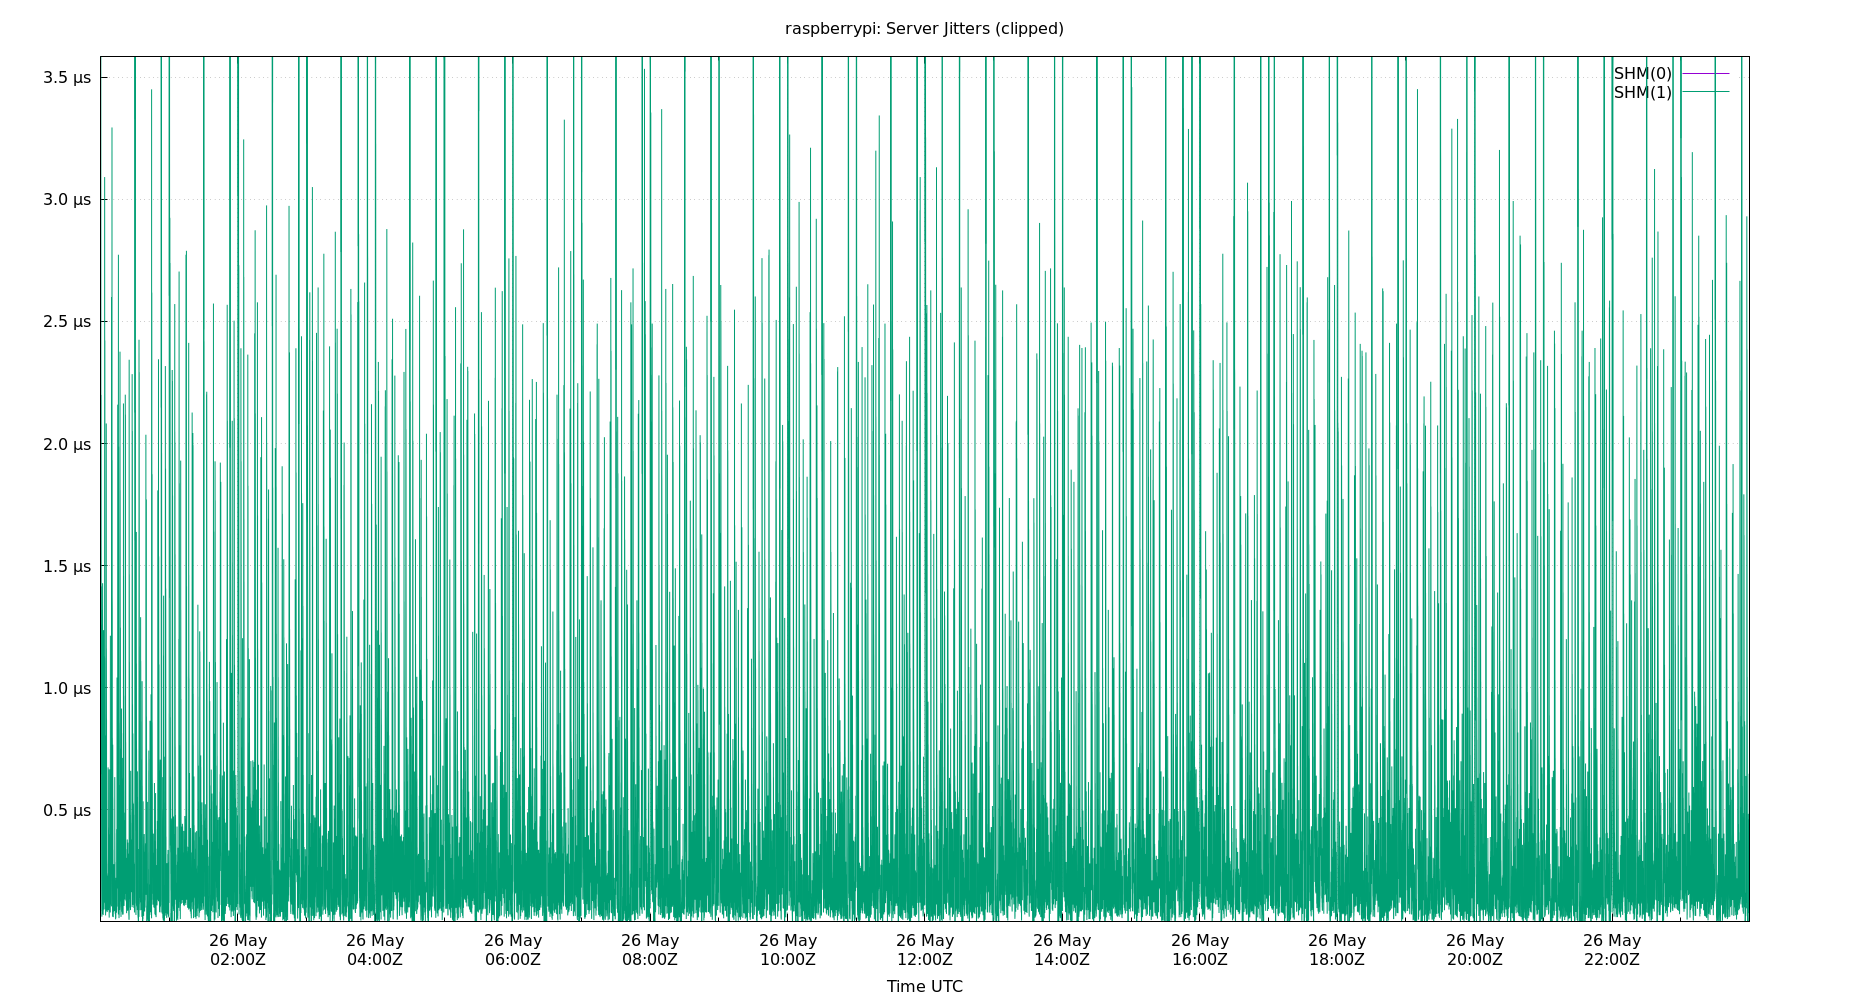 raspberrypi: Server Jitters (clipped)
3.5 µs
3.0 µs
2.5 µs
2.0 µs
1.5 µs
1.0 µs
0.5 µs
SHM(0)
SHM(1)
26 May 26 May 26 May 26 May 26 May 26 May 26 May 26 May 26 May 26 May 26 May
02:00Z 04:00Z 06:00Z 08:00Z 10:00Z 12:00Z 14:00Z 16:00Z 18:00Z 20:00Z 22:00Z
Time UTC